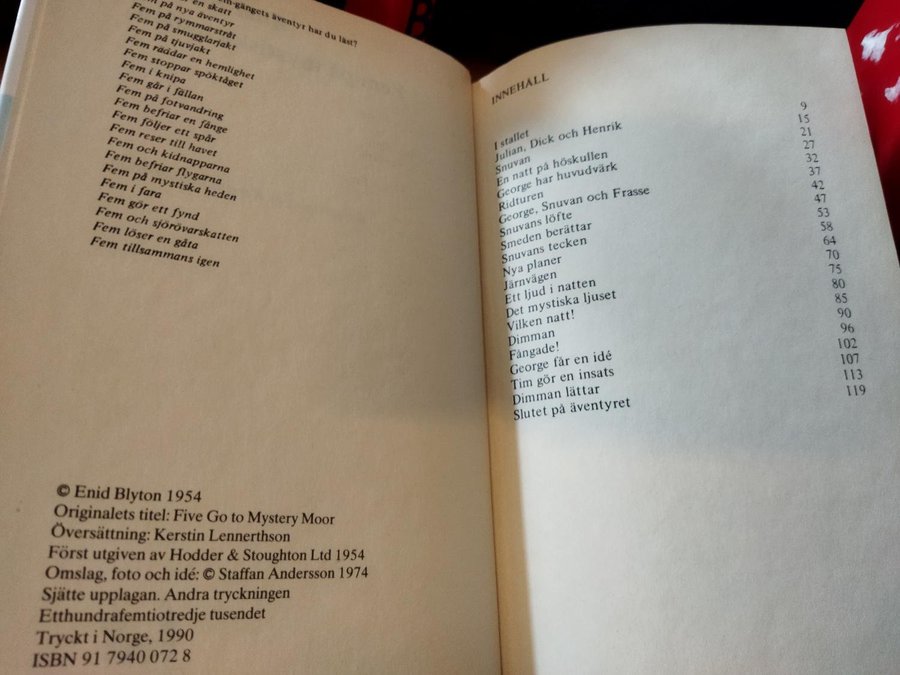 n-gängets äventyr har du läst?
en skatt
på nya äventyr
Fem på rymmarstråt
Fem på smugglarjakt
Fem på tjuvjakt
Fem räddar en hemlighet
Fem stoppar spöktåget
Fem i knipa
Fem går i fällan
Fem på fotvandring
Fem befriar en fånge
Fem följer ett spår
Fem reser till havet
Fem och kidnapparna
Fem befriar flygarna
Fem på mystiska heden
Fem i fara
Fem gör ett fynd
Fem och sjörövarskatten
Fem löser en gåta
Fem tillsammans igen
© Enid Blyton 1954
Originalets titel: Five Go to Mystery Moor
Översättning: Kerstin Lennerthson
Först utgiven av Hodder & Stoughton Ltd 1954
Omslag, foto och idé: © Staffan Andersson 1974
Sjätte upplagan. Andra tryckningen
Etthundrafemtiotredje tusendet
Tryckt i Norge, 1990
ISBN 91 7940 072 8
INNEHÅLL
I stallet 9
Julian, Dick och Henrik 15
Snuvan 21
En natt på höskullen 27
George har huvudvärk 32
Ridturen 37
George, Snuvan och Frasse 42
Snuvans löfte 47
Smeden berättar 53
Snuvans tecken 58
Nya planer 64
Järnvägen 70
Ett ljud i natten 75
Det mystiska ljuset 80
Vilken natt! 85
Dimman 90
Fångade! 96
George får en idé 102
Tim gör en insats 107
Dimman lättar 113
Slutet på äventyret 119